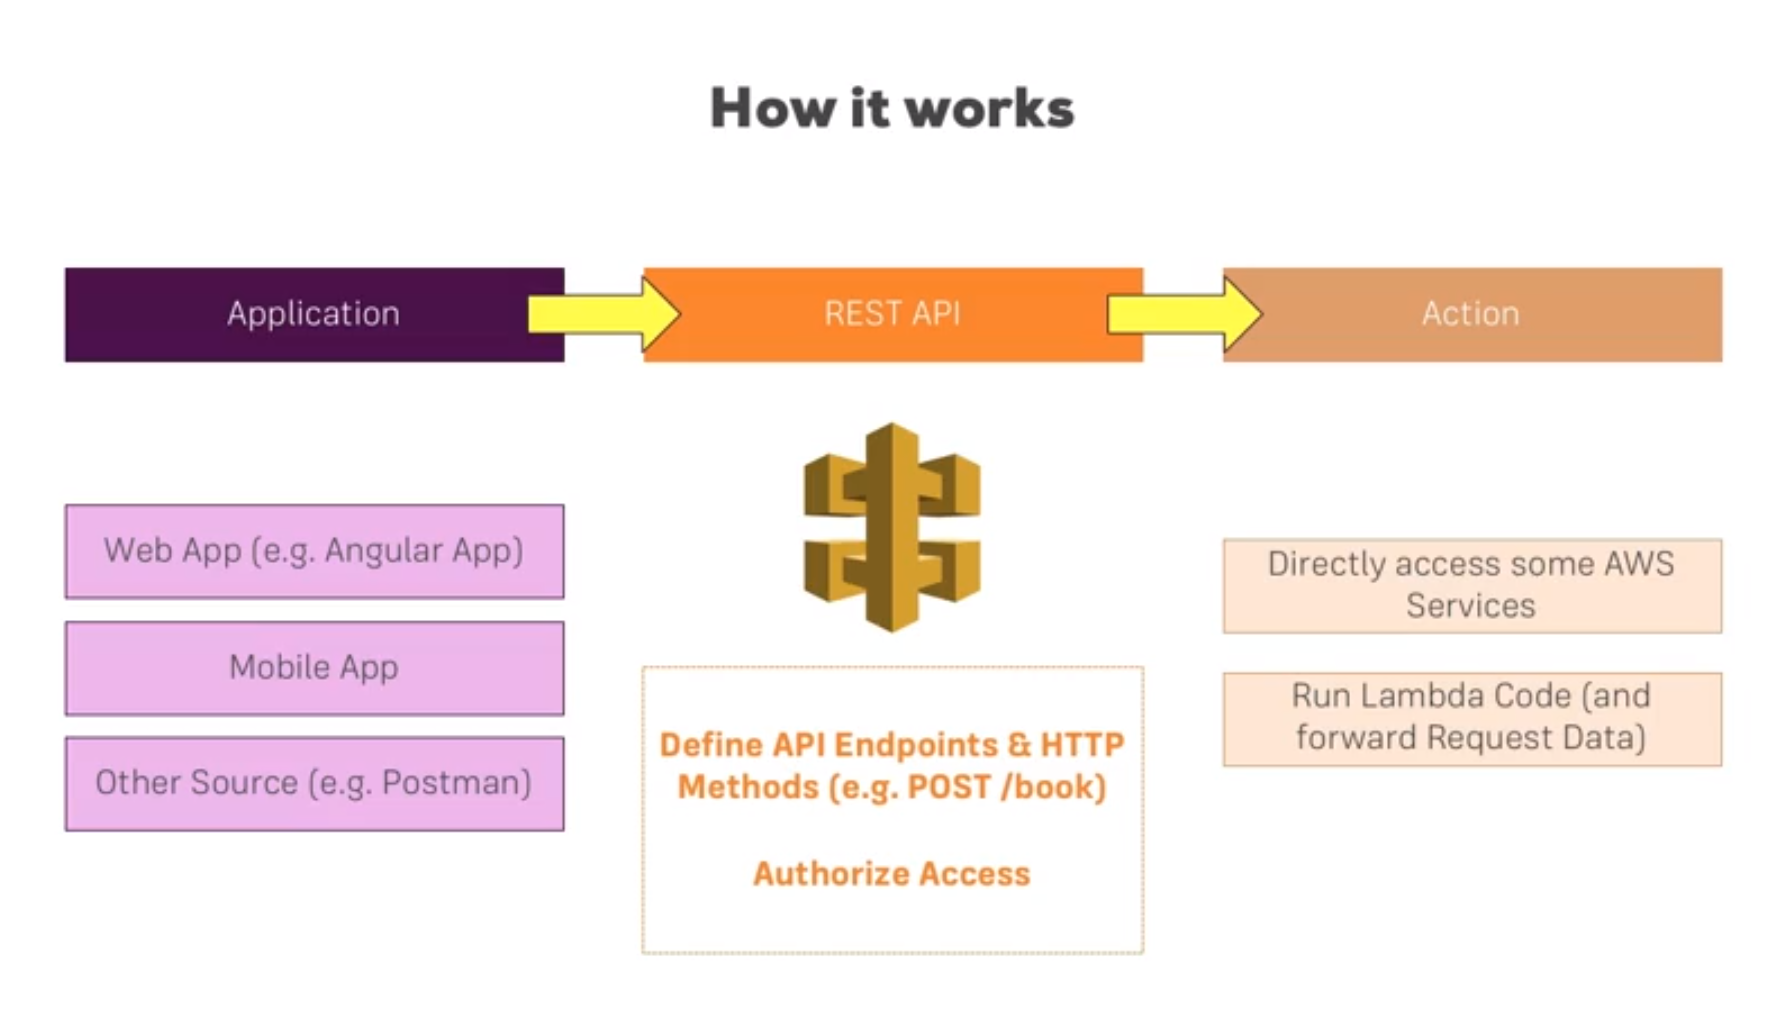 How it works
Application
REST API
Action
Web App (e.g. Angular App)
Mobile App
Other Source (e.g. Postman)
Define API Endpoints & HTTP
Methods (e.g. POST /book)
Authorize Access
Directly access some AWS
Services
Run Lambda Code (and
forward Request Data)